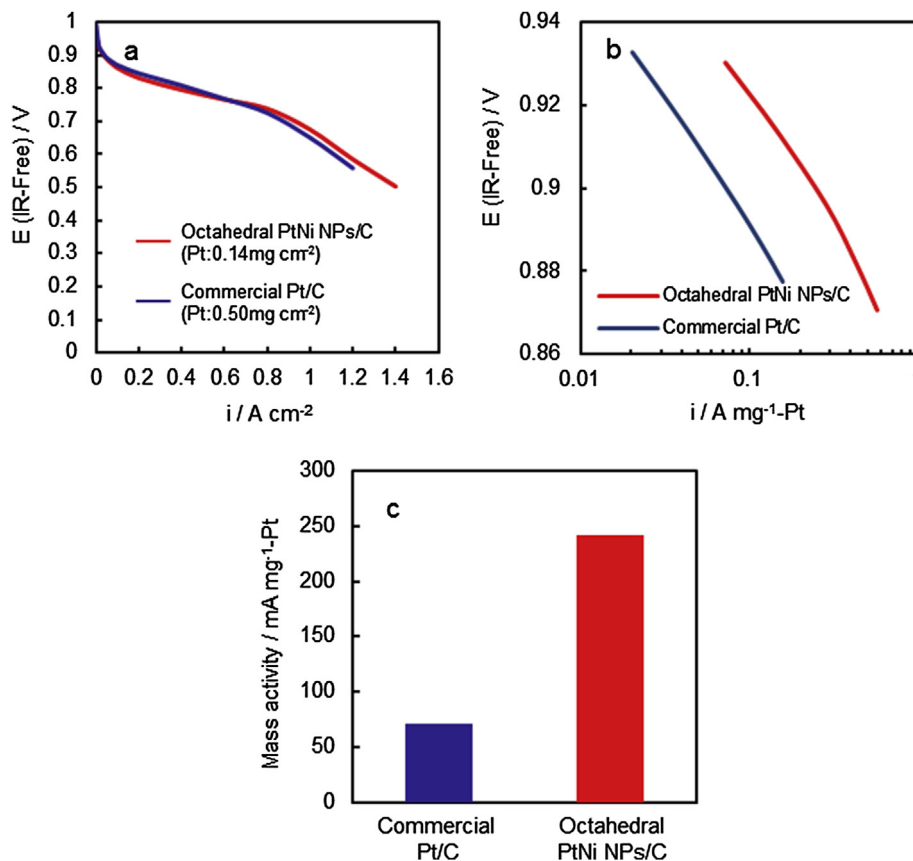 a
E (IR-Free) / V
1
0.9
0.8
0.7
0.6
0.5
0.4
0.3
0.2
0.1
0
0 0.2 0.4 0.6 0.8 1 1.2 1.4 1.6
i / A cm-2
Octahedral PtNi NPs/C
(Pt:0.14mg cm-2)
Commercial Pt/C
(Pt:0.50mg cm-2)
b
E (IR-Free) / V
0.94
0.92
0.9
0.88
0.86
0.01 0.1 1
i / A mg-1-Pt
Octahedral PtNi NPs/C
Commercial Pt/C
c
Mass activity / mA mg-1-Pt
300
250
200
150
100
50
0
Commercial
Pt/C
Octahedral
PtNi NPs/C